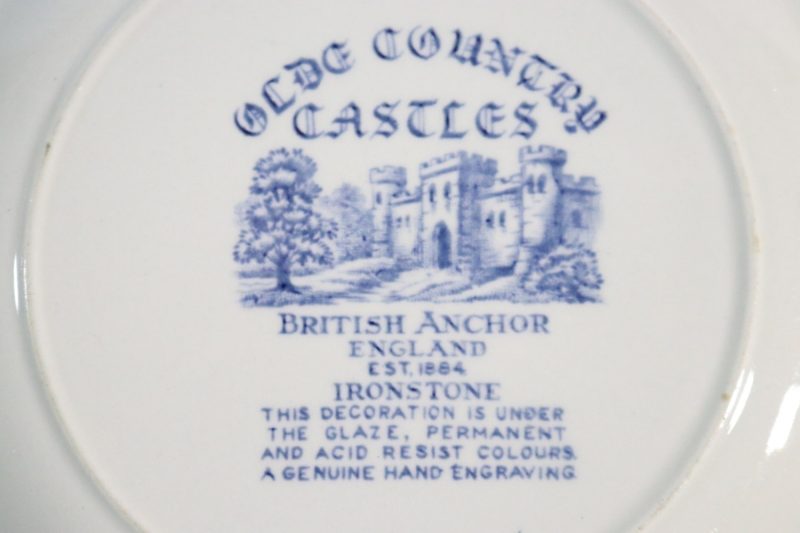 OLDE COUNTRY
CASTLES
BRITISH ANCHOR
ENGLAND
EST. 1884
IRONSTONE
THIS DECORATION IS UNDER
THE GLAZE, PERMANENT
AND ACID RESIST COLOURS.
A GENUINE HAND ENGRAVING